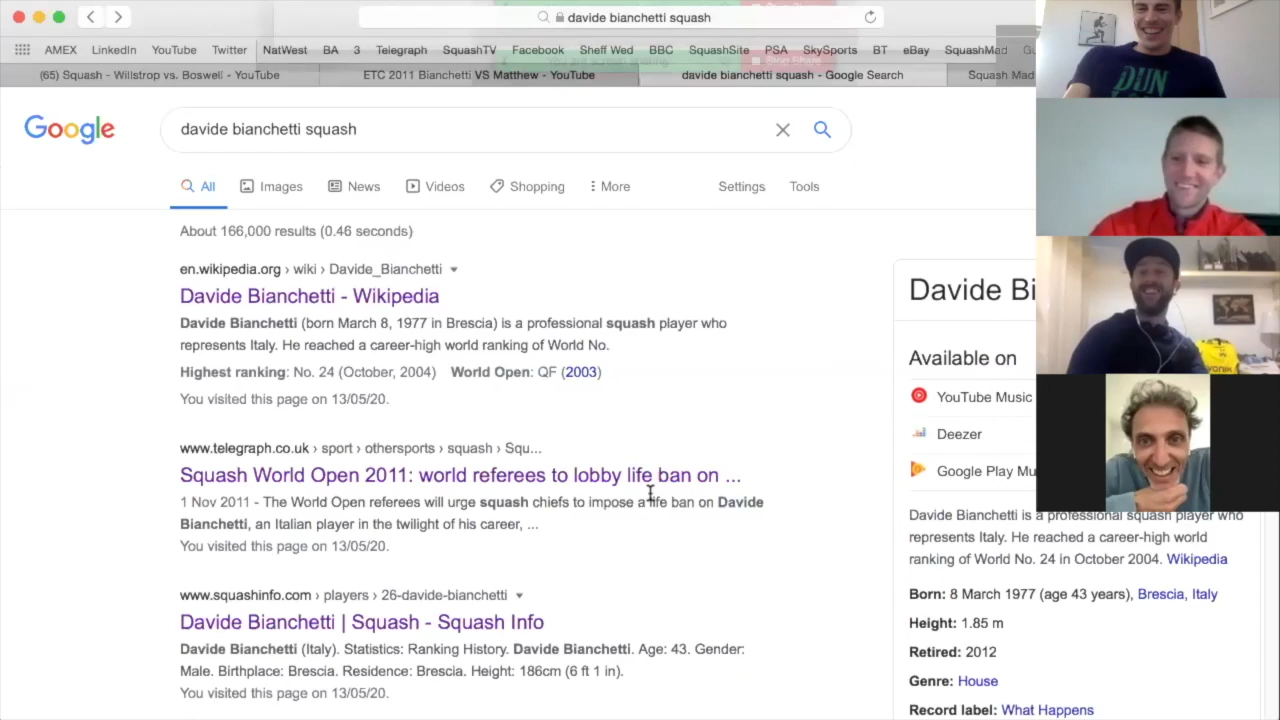 davide bianchetti squash
AMEX LinkedIn YouTube Twitter NatWest BA 3 Telegraph SquashTV Facebook Sheff Wed BBC SquashSite PSA SkySports BT eBay SquashMad
(65) Squash - Willstrop vs. Boswell - YouTube
ETC 2011 Bianchetti VS Matthew - YouTube
davide bianchetti squash - Google Search
Squash Mad
Google
davide bianchetti squash
All Images News Videos Shopping More Settings Tools
About 166,000 results (0.46 seconds)
en.wikipedia.org › wiki › Davide_Bianchetti
Davide Bianchetti - Wikipedia
Davide Bianchetti (born March 8, 1977 in Brescia) is a professional squash player who
represents Italy. He reached a career-high world ranking of World No.
Highest ranking: No. 24 (October, 2004) World Open: QF (2003)
You visited this page on 13/05/20.
www.telegraph.co.uk › sport › othersports › squash › Squ...
Squash World Open 2011: world referees to lobby life ban on ...
1 Nov 2011 - The World Open referees will urge squash chiefs to impose a life ban on Davide
Bianchetti, an Italian player in the twilight of his career, ...
You visited this page on 13/05/20.
www.squashinfo.com › players › 26-davide-bianchetti
Davide Bianchetti | Squash - Squash Info
Davide Bianchetti (Italy). Statistics: Ranking History. Davide Bianchetti. Age: 43. Gender:
Male. Birthplace: Brescia. Residence: Brescia. Height: 186cm (6 ft 1 in).
You visited this page on 13/05/20.
Davide Bi
Available on
YouTube Music
Deezer
Google Play Mu
Davide Bianchetti is a professional squash player who
represents Italy. He reached a career-high world
ranking of World No. 24 in October 2004. Wikipedia
Born: 8 March 1977 (age 43 years), Brescia, Italy
Height: 1.85 m
Retired: 2012
Genre: House
Record label: What Happens
DUN